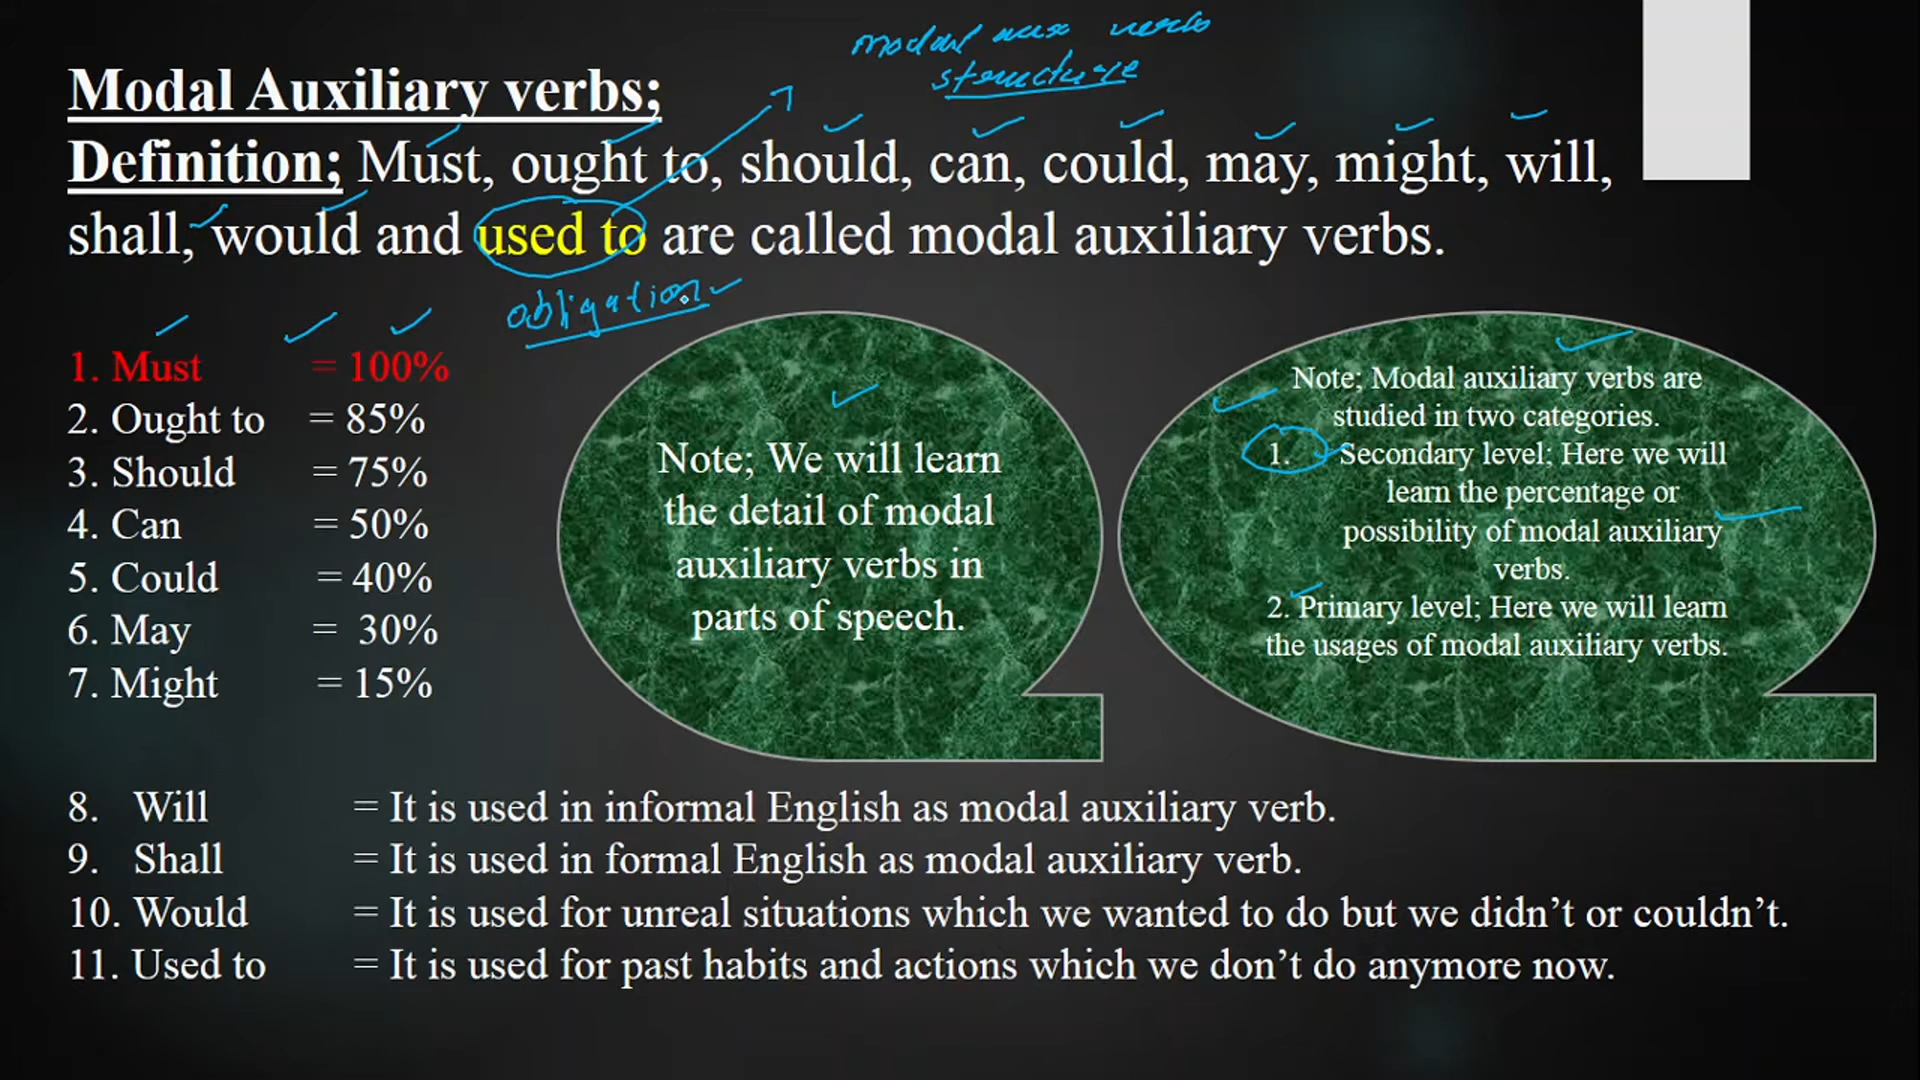 modal aux verbs
structure
Modal Auxiliary verbs;
Definition; Must, ought to, should, can, could, may, might, will,
shall, would and used to are called modal auxiliary verbs.
obligation
1. Must = 100%
2. Ought to = 85%
3. Should = 75%
4. Can = 50%
5. Could = 40%
6. May = 30%
7. Might = 15%
Note; We will learn
the detail of modal
auxiliary verbs in
parts of speech.
Note; Modal auxiliary verbs are
studied in two categories.
1. Secondary level; Here we will
learn the percentage or
possibility of modal auxiliary
verbs.
2. Primary level; Here we will learn
the usages of modal auxiliary verbs.
8. Will = It is used in informal English as modal auxiliary verb.
9. Shall = It is used in formal English as modal auxiliary verb.
10. Would = It is used for unreal situations which we wanted to do but we didn’t or couldn’t.
11. Used to = It is used for past habits and actions which we don’t do anymore now.